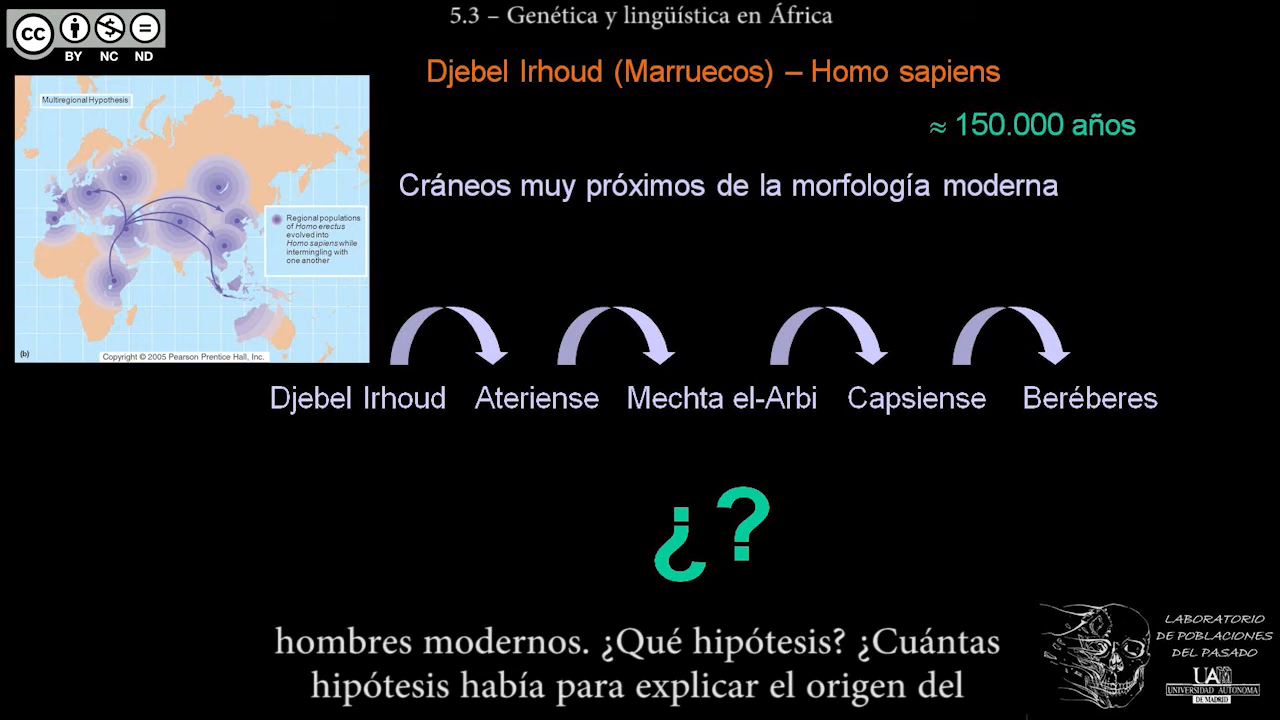 5.3 – Genética y lingüística en África
cc
BY NC ND
Djebel Irhoud (Marruecos) – Homo sapiens
≈ 150.000 años
Cráneos muy próximos de la morfología moderna
Multiregional Hypothesis
Regional populations
of Homo erectus
evolved into
Homo sapiens while
intermingling with
one another
(b)
Copyright © 2005 Pearson Prentice Hall, Inc.
Djebel Irhoud Ateriense Mechta el-Arbi Capsiense Beréberes
¿?
hombres modernos. ¿Qué hipótesis? ¿Cuántas
hipótesis había para explicar el origen del
LABORATORIO
DE POBLACIONES
DEL PASADO
UAM
UNIVERSIDAD AUTONOMA
DE MADRID